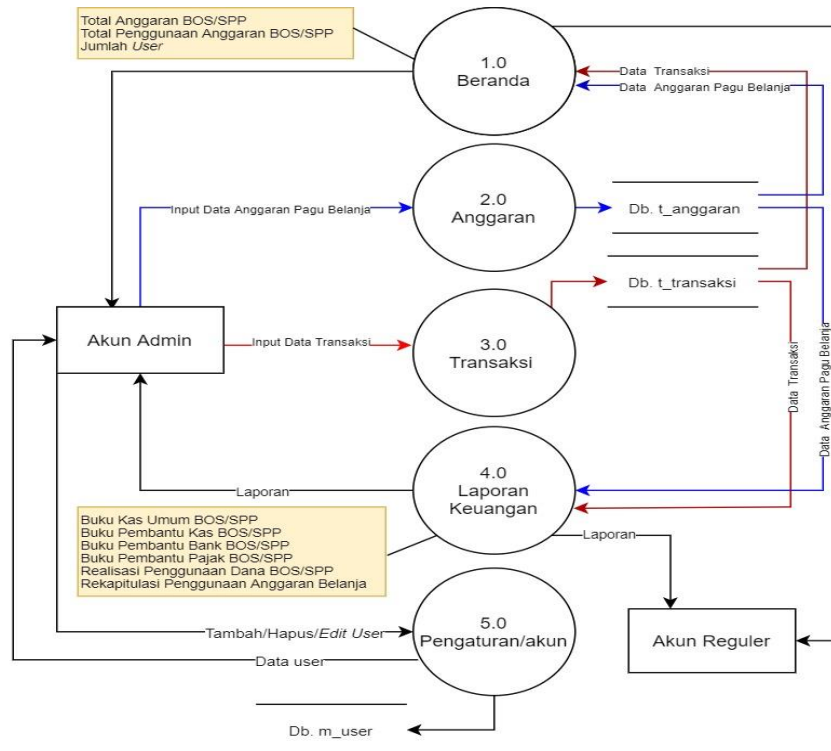 Total Anggaran BOS/SPP
Total Penggunaan Anggaran BOS/SPP
Jumlah User
1.0
Beranda
Data Transaksi
Data Anggaran Pagu Belanja
Input Data Anggaran Pagu Belanja
2.0
Anggaran
Db. t_anggaran
Db. t_transaksi
Akun Admin
Input Data Transaksi
3.0
Transaksi
Data Transaksi
Data Anggaran Pagu Belanja
4.0
Laporan
Keuangan
Laporan
Buku Kas Umum BOS/SPP
Buku Pembantu Kas BOS/SPP
Buku Pembantu Bank BOS/SPP
Buku Pembantu Pajak BOS/SPP
Realisasi Penggunaan Dana BOS/SPP
Rekapitulasi Penggunaan Anggaran Belanja
Laporan
5.0
Pengaturan/akun
Tambah/Hapus/Edit User
Data user
Akun Reguler
Db. m_user